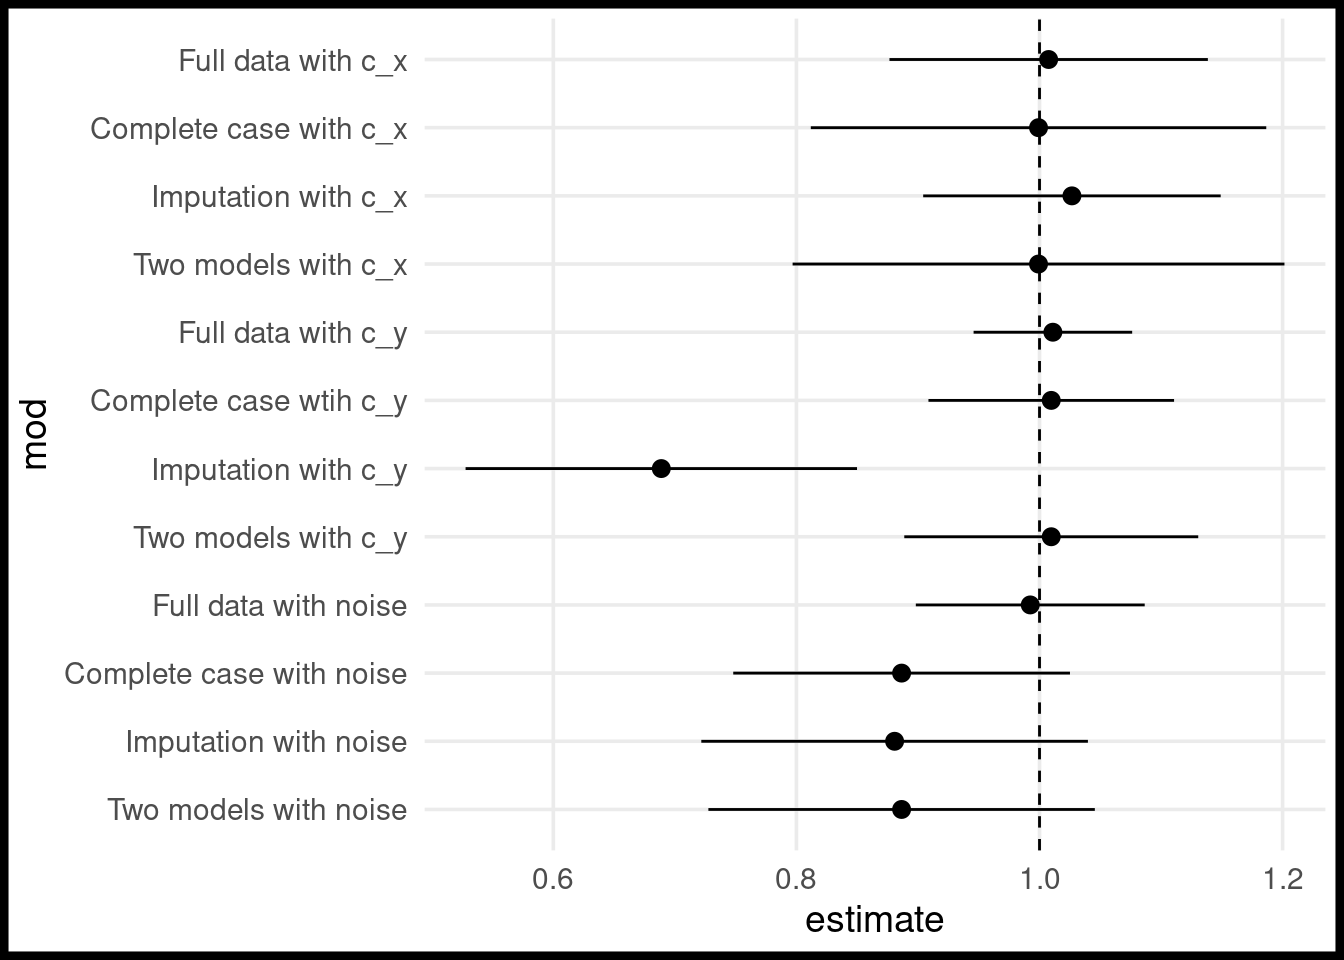 Full data with c_x
Complete case with c_x
Imputation with c_x
Two models with c_x
Full data with c_y
Complete case wtih c_y
Imputation with c_y
Two models with c_y
Full data with noise
Complete case with noise
Imputation with noise
Two models with noise
mod
0.6 0.8 1.0 1.2
estimate